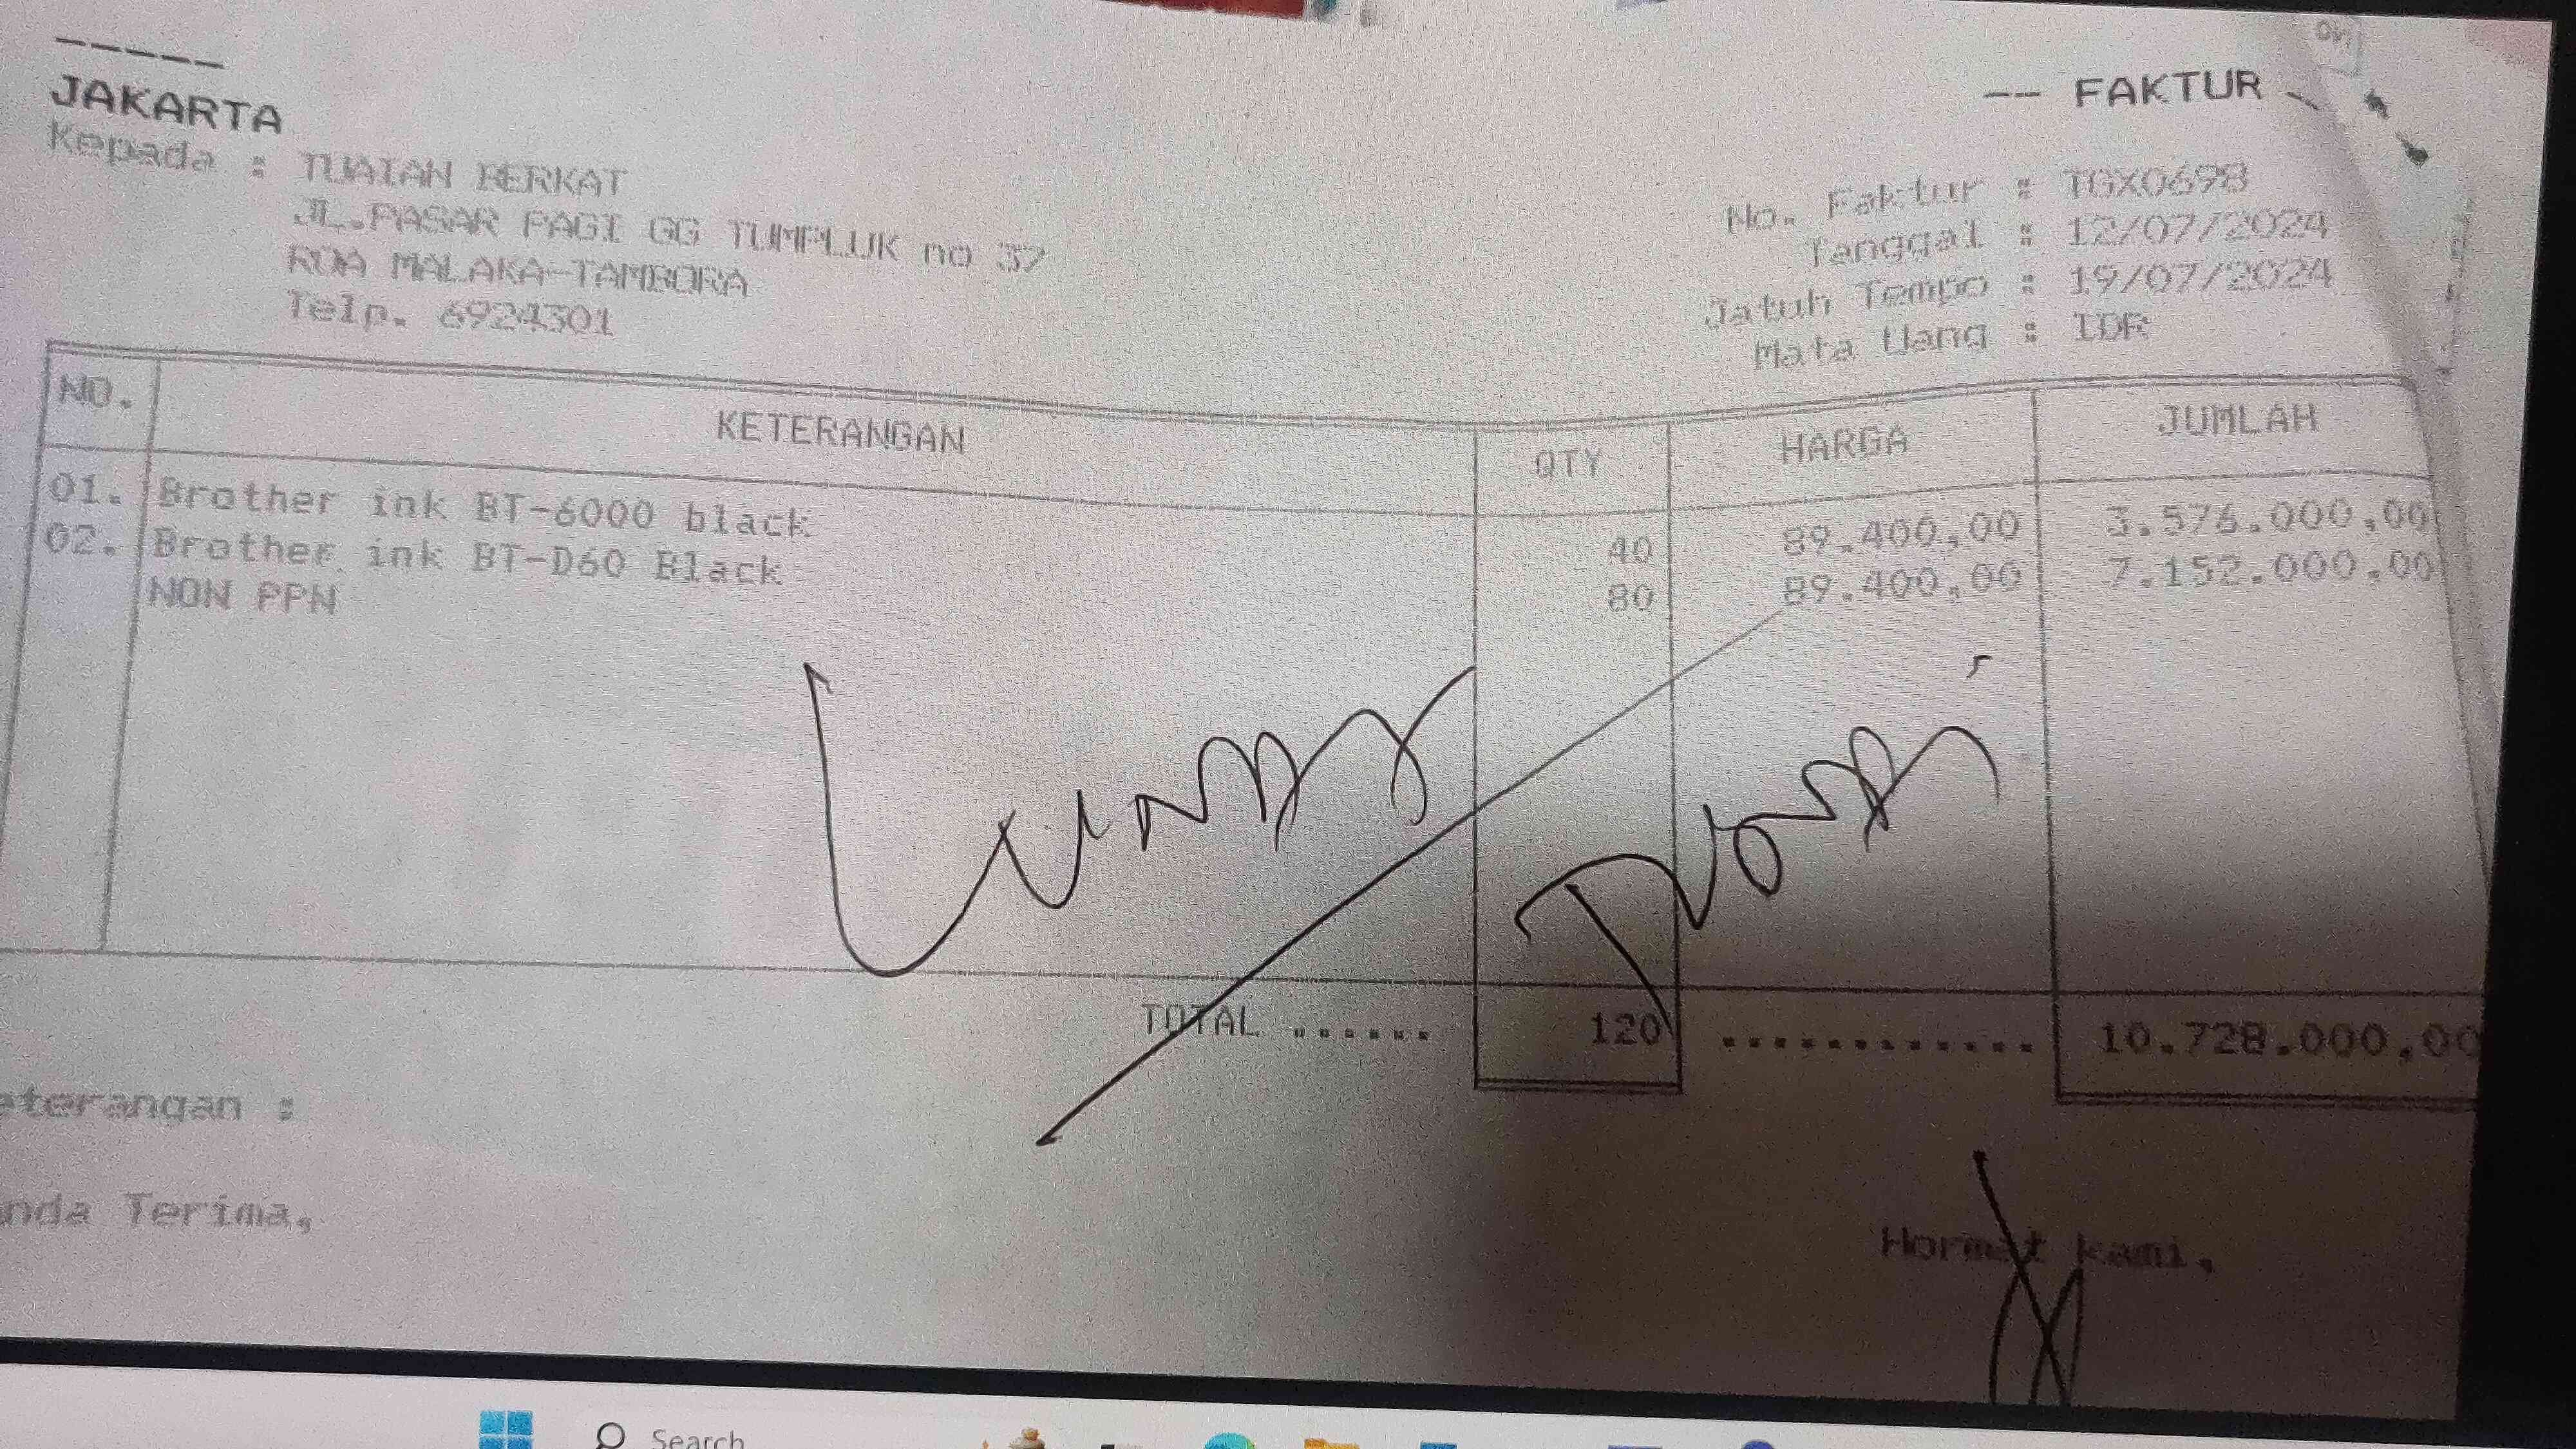 -----
JAKARTA
-- FAKTUR --
Kepada : TUAIAN BERKAT
JL.PASAR PAGI GG TUMPLUK no 37
ROA MALAKA-TAMBORA
Telp. 6924301
No. Faktur : TGX0698
Tanggal : 12/07/2024
Jatuh Tempo : 19/07/2024
Mata Uang : IDR
NO. KETERANGAN QTY HARGA JUMLAH
01. Brother ink BT-6000 black 40 89.400,00 3.576.000,00
02. Brother ink BT-D60 Black 80 89.400,00 7.152.000,00
NON PPN
TOTAL ...... 120 ............ 10.728.000,00
eterangan :
nda Terima,
Hormat kami,
Search